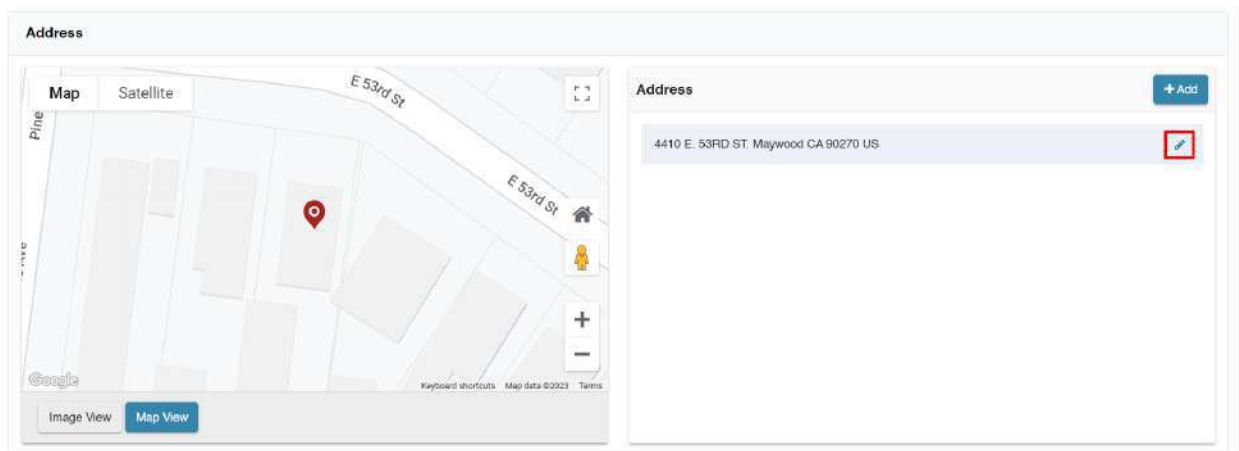 Address
Map
Satellite
E 53rd St
Pine
E 53rd St
Google
Keyboard shortcuts
Map data ©2023
Terms
Image View
Map View
Address
+ Add
4410 E. 53RD ST. Maywood CA 90270 US